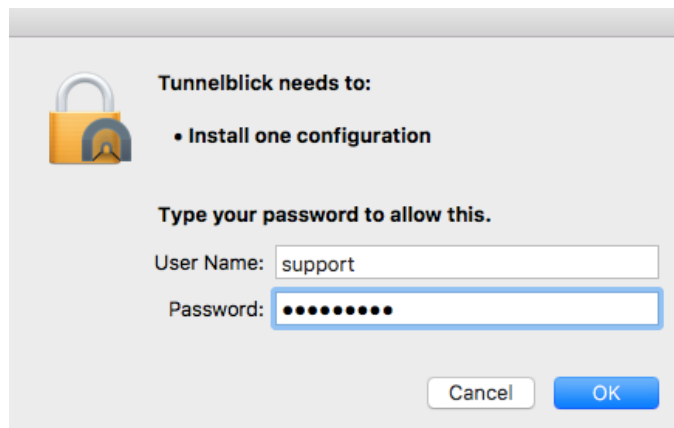 Tunnelblick needs to:
• Install one configuration
Type your password to allow this.
User Name: support
Password: •••••••••
Cancel OK